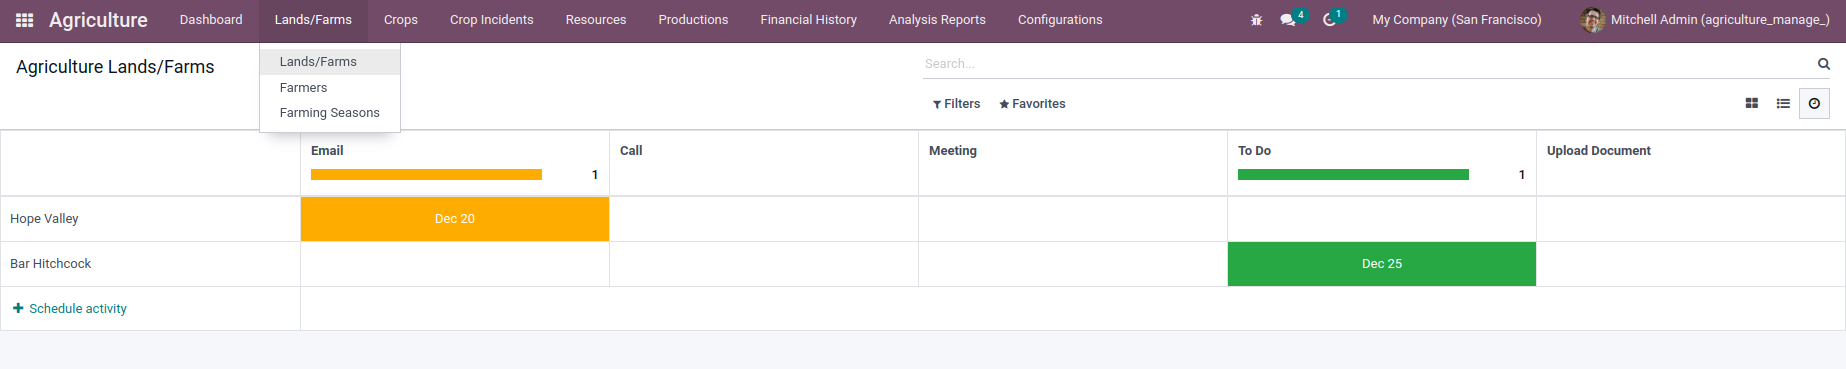 Agriculture Dashboard Lands/Farms Crops Crop Incidents Resources Productions Financial History Analysis Reports Configurations 4 1 My Company (San Francisco) Mitchell Admin (agriculture_manage_)
Lands/Farms
Farmers
Farming Seasons
Agriculture Lands/Farms
Search...
Filters Favorites
Email Call Meeting To Do Upload Document
1 1
Hope Valley Dec 20
Bar Hitchcock Dec 25
Schedule activity